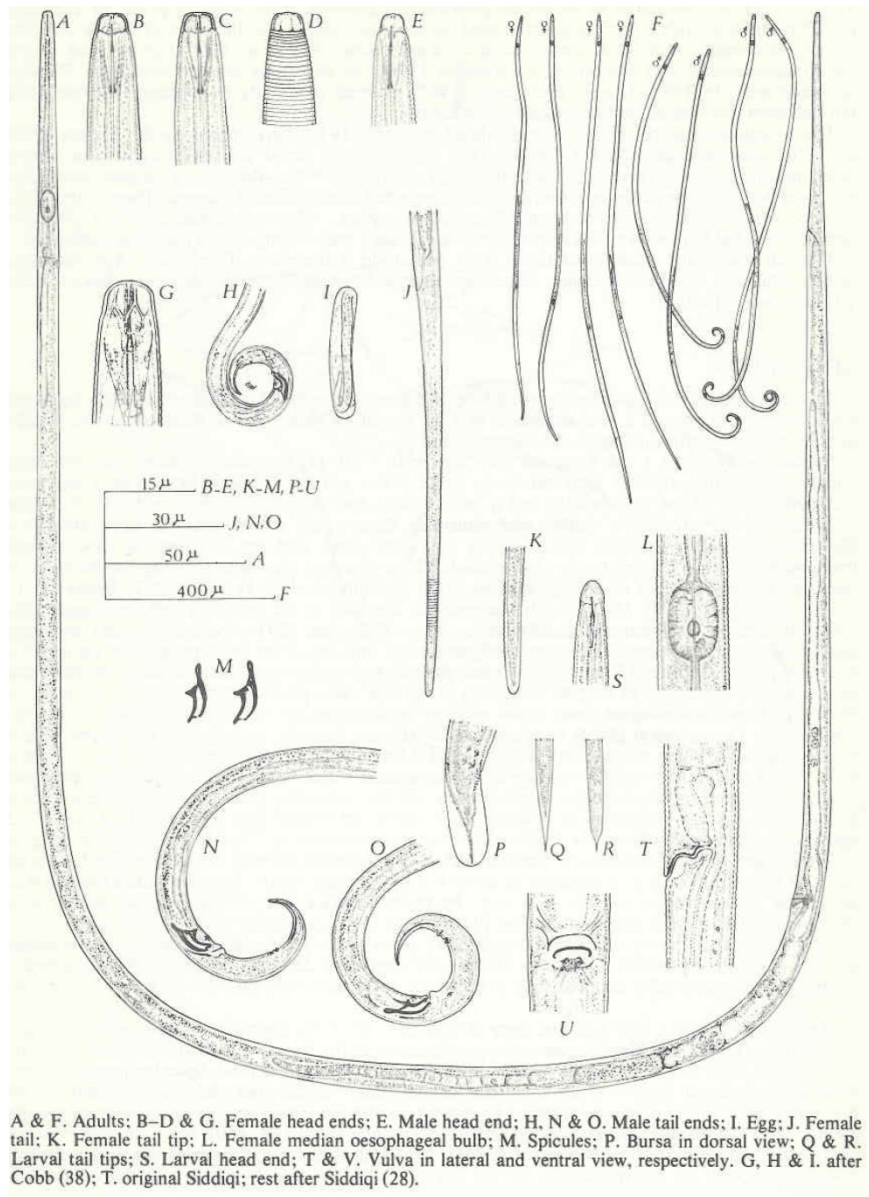 A B C D E ♀ ♀ ♀ ♀ F ♂ ♂ ♂ ♂
G H I J
15μ B-E, K-M, P-U
30μ J, N, O
50μ A
400μ F
K L
S
M
N O P Q R T
U
A & F. Adults; B–D & G. Female head ends; E. Male head end; H, N & O. Male tail ends; I. Egg; J. Female
tail; K. Female tail tip; L. Female median oesophageal bulb; M. Spicules; P. Bursa in dorsal view; Q & R.
Larval tail tips; S. Larval head end; T & V. Vulva in lateral and ventral view, respectively. G, H & I. after
Cobb (38); T. original Siddiqi; rest after Siddiqi (28).